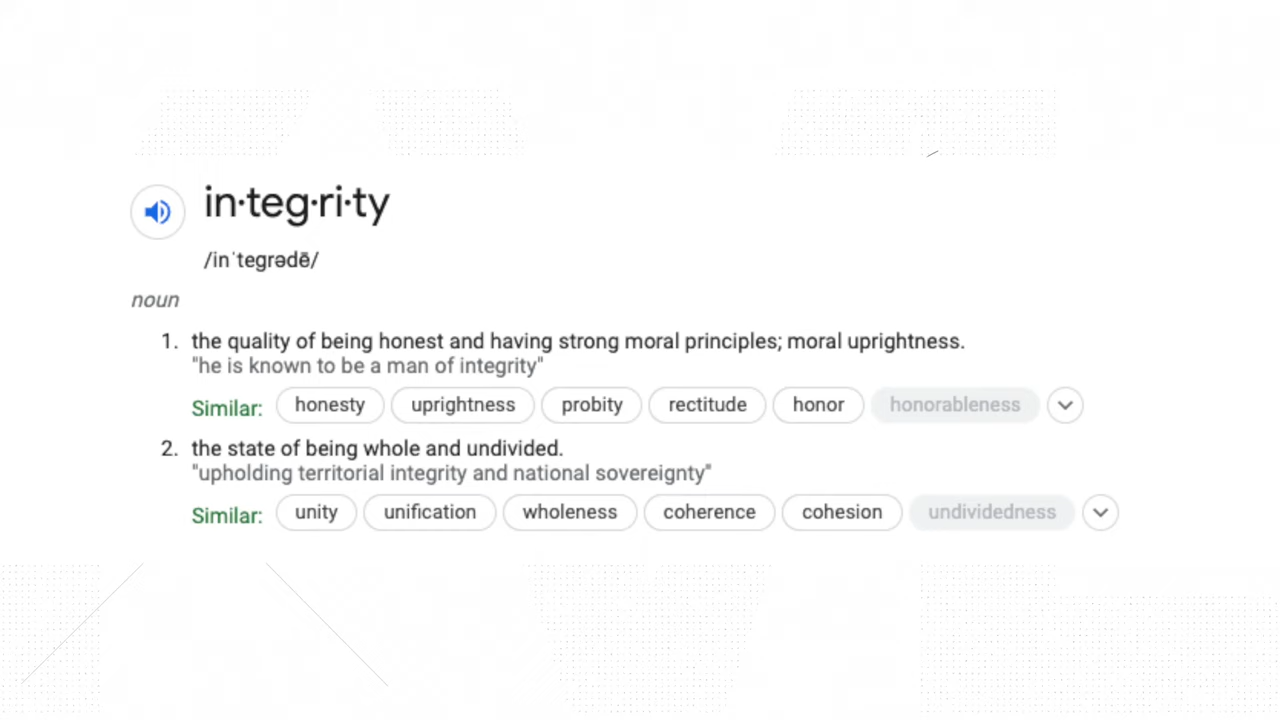 in·teg·ri·ty
/inˈtegrədē/
noun
1. the quality of being honest and having strong moral principles; moral uprightness.
"he is known to be a man of integrity"
Similar: honesty uprightness probity rectitude honor honorableness
2. the state of being whole and undivided.
"upholding territorial integrity and national sovereignty"
Similar: unity unification wholeness coherence cohesion undividedness